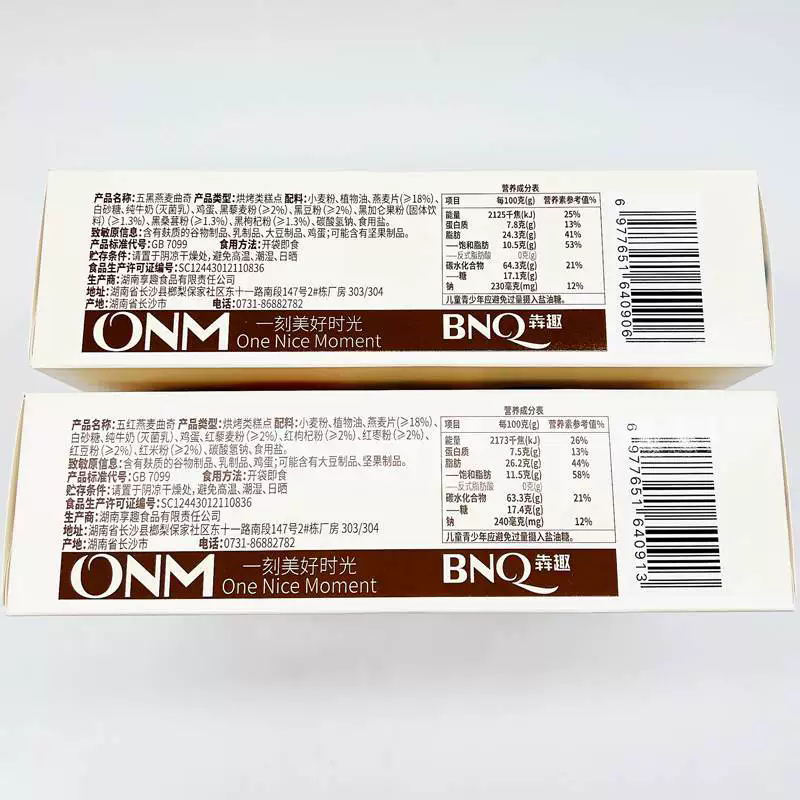 产品名称:五黑燕麦曲奇 产品类型:烘烤类糕点 配料:小麦粉、植物油、燕麦片(≥18%)、
白砂糖、纯牛奶(灭菌乳)、鸡蛋、黑藜麦粉(≥2%)、黑豆粉(≥2%)、黑加仑果粉(固体饮
料)(≥1.3%)、黑桑葚粉(≥1.3%)、黑枸杞粉(≥1.3%)、碳酸氢钠、食用盐。
致敏原信息:含有麸质的谷物制品、乳制品、大豆制品、鸡蛋;可能含有坚果制品。
产品标准代号:GB 7099 食用方法:开袋即食
贮存条件:请置于阴凉干燥处,避免高温、潮湿、日晒
食品生产许可证编号:SC12443012110836
生产商:湖南享趣食品有限责任公司
地址:湖南省长沙县榔梨保家社区东十一路南段147号2#栋厂房 303/304
产地:湖南省长沙市 电话:0731-86882782
营养成分表
项目 每100克(g) 营养素参考值%
能量 2125千焦(kJ) 25%
蛋白质 7.8克(g) 13%
脂肪 24.3克(g) 41%
——饱和脂肪 10.5克(g) 53%
——反式脂肪酸 0克(g)
碳水化合物 64.3克(g) 21%
——糖 17.1克(g)
钠 230毫克(mg) 12%
儿童青少年应避免过量摄入盐油糖。
6 977651 640906
ONM 一刻美好时光
One Nice Moment
BNQ 犇趣
产品名称:五红燕麦曲奇 产品类型:烘烤类糕点 配料:小麦粉、植物油、燕麦片(≥18%)、
白砂糖、纯牛奶(灭菌乳)、鸡蛋、红藜麦粉(≥2%)、红枸杞粉(≥2%)、红枣粉(≥2%)、
红豆粉(≥2%)、红米粉(≥2%)、碳酸氢钠、食用盐。
致敏原信息:含有麸质的谷物制品、乳制品、鸡蛋;可能含有大豆制品、坚果制品。
产品标准代号:GB 7099 食用方法:开袋即食
贮存条件:请置于阴凉干燥处,避免高温、潮湿、日晒
食品生产许可证编号:SC12443012110836
生产商:湖南享趣食品有限责任公司
地址:湖南省长沙县榔梨保家社区东十一路南段147号2#栋厂房 303/304
产地:湖南省长沙市 电话:0731-86882782
营养成分表
项目 每100克(g) 营养素参考值%
能量 2173千焦(kJ) 26%
蛋白质 7.5克(g) 13%
脂肪 26.2克(g) 44%
——饱和脂肪 11.5克(g) 58%
——反式脂肪酸 0克(g)
碳水化合物 63.3克(g) 21%
——糖 17.4克(g)
钠 240毫克(mg) 12%
儿童青少年应避免过量摄入盐油糖。
6 977651 640913
ONM 一刻美好时光
One Nice Moment
BNQ 犇趣